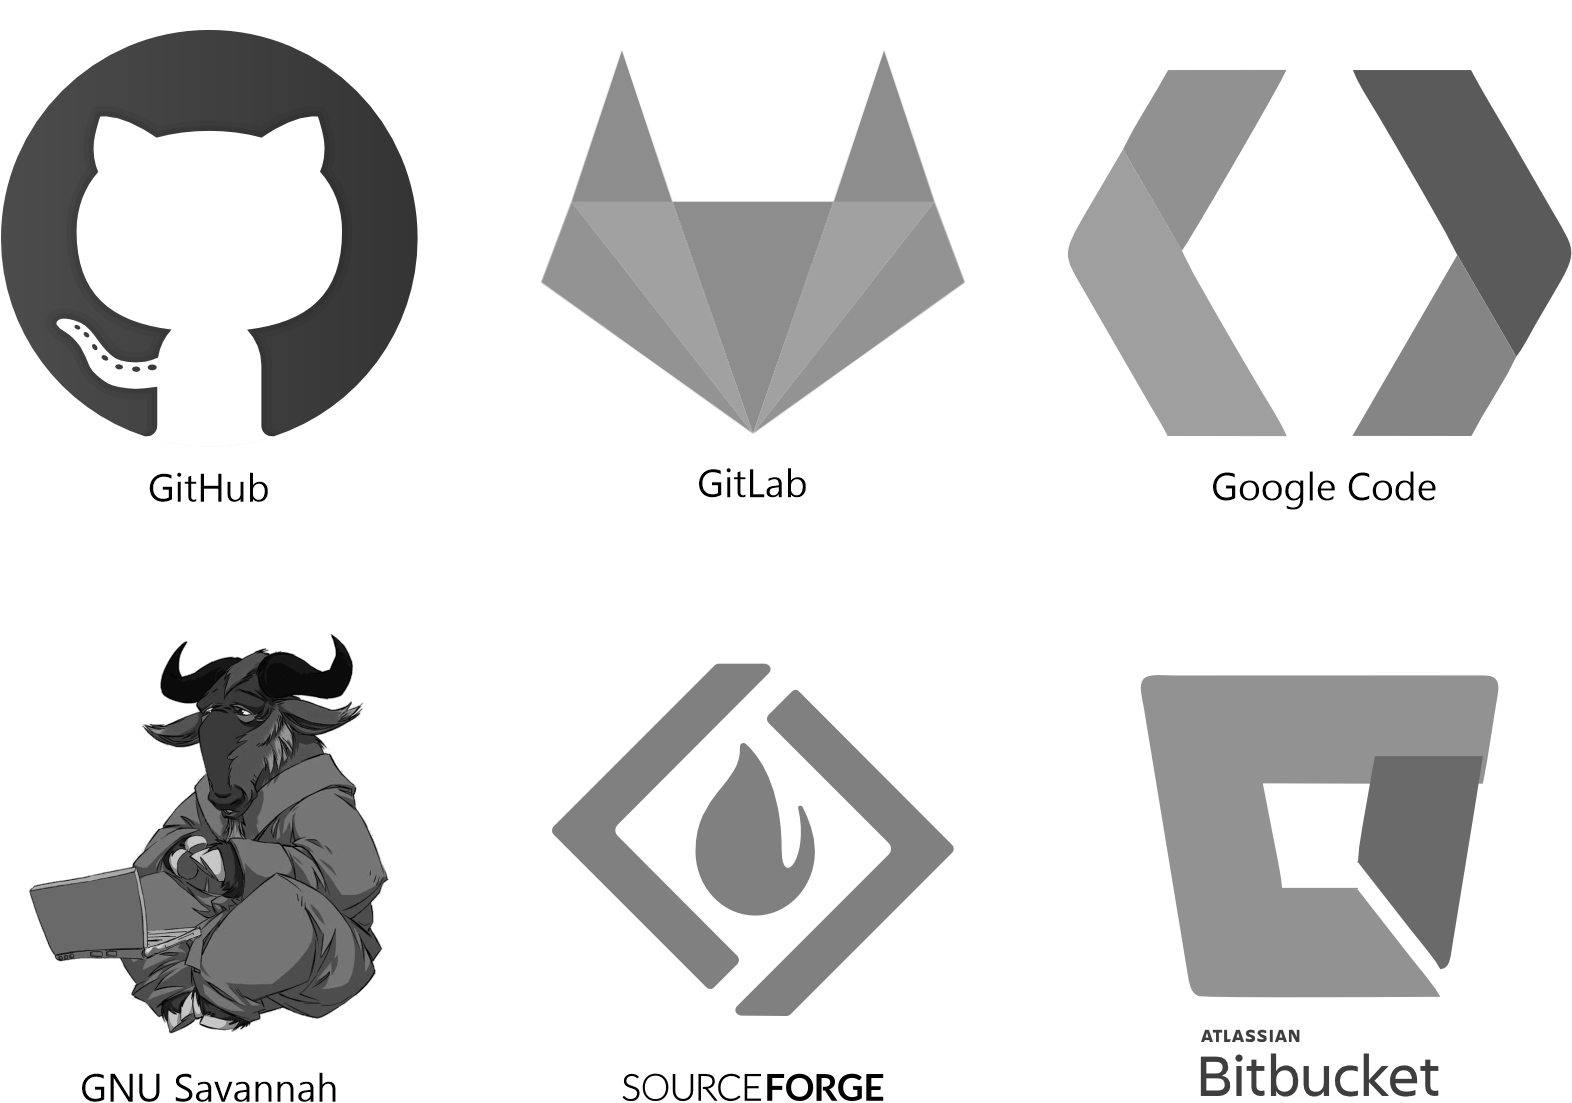 GitHub
GitLab
Google Code
GNU Savannah
SOURCEFORGE
ATLASSIAN
Bitbucket